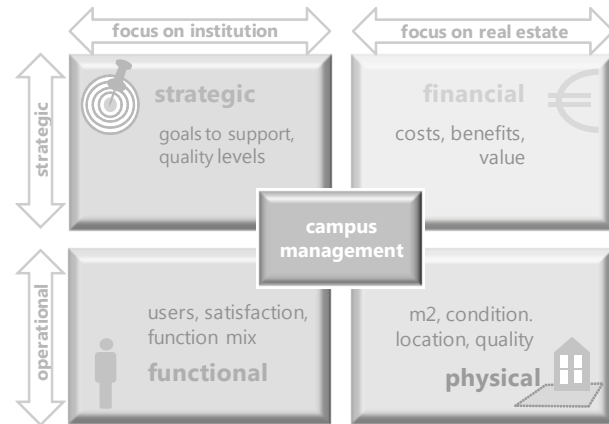 focus on institution
focus on real estate
strategic
strategic
goals to support,
quality levels
financial
costs, benefits,
value
campus
management
operational
users, satisfaction,
function mix
functional
m2, condition.
location, quality
physical